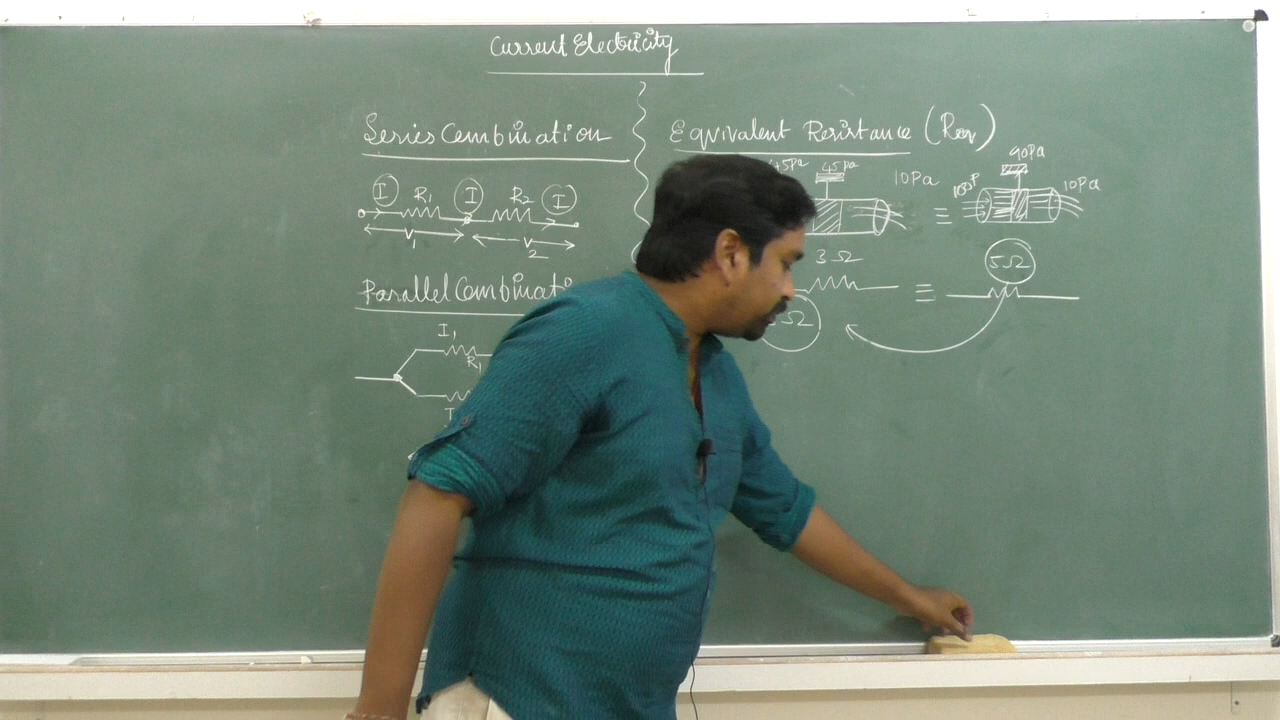 Current Electricity
Series Combination
I R1 I R2 I
V1 V2
Parallel Combinati
I1
R1
I
Equivalent Resistance (Req)
45Pa 45Pa 10Pa ≡ 90Pa 10Pa
3Ω ≡ 5Ω
Ω